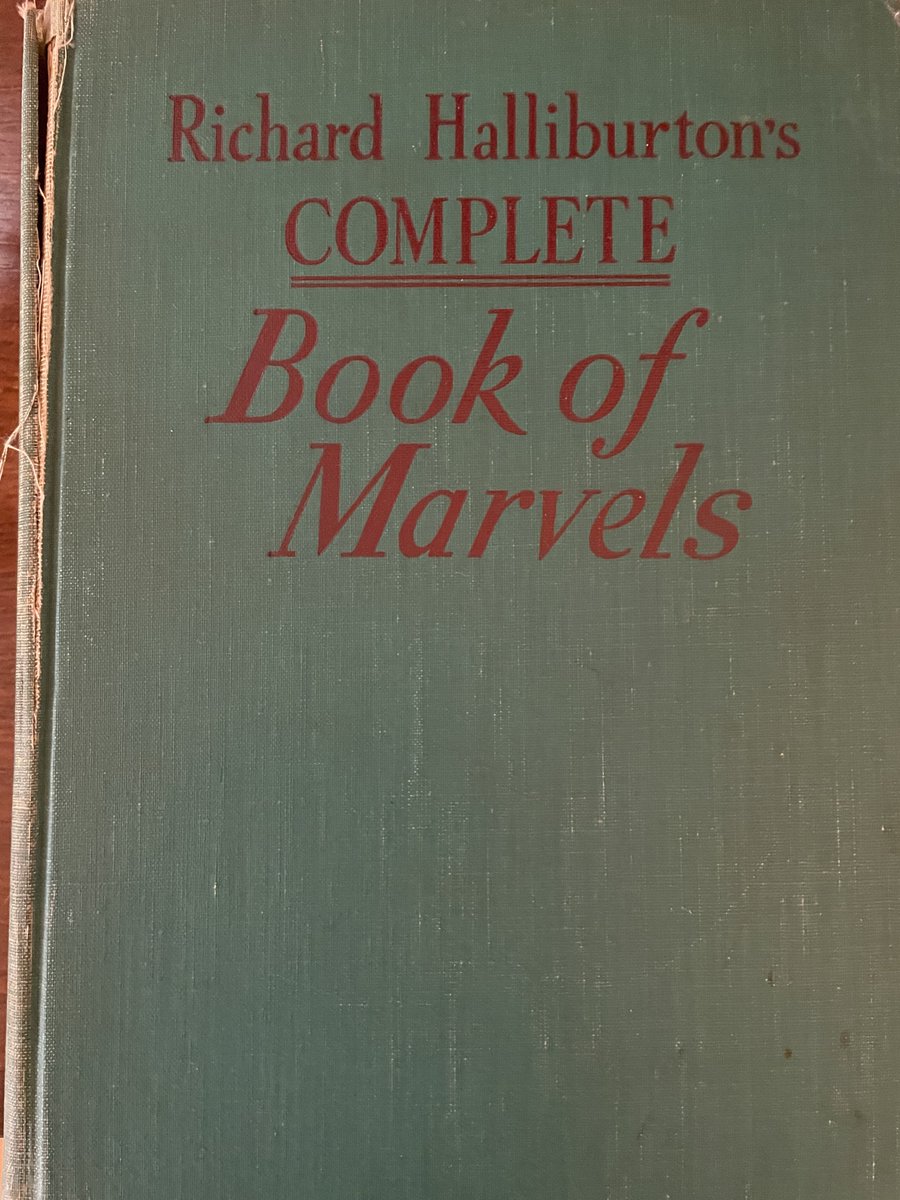 Richard Halliburton's
COMPLETE
Book of
Marvels